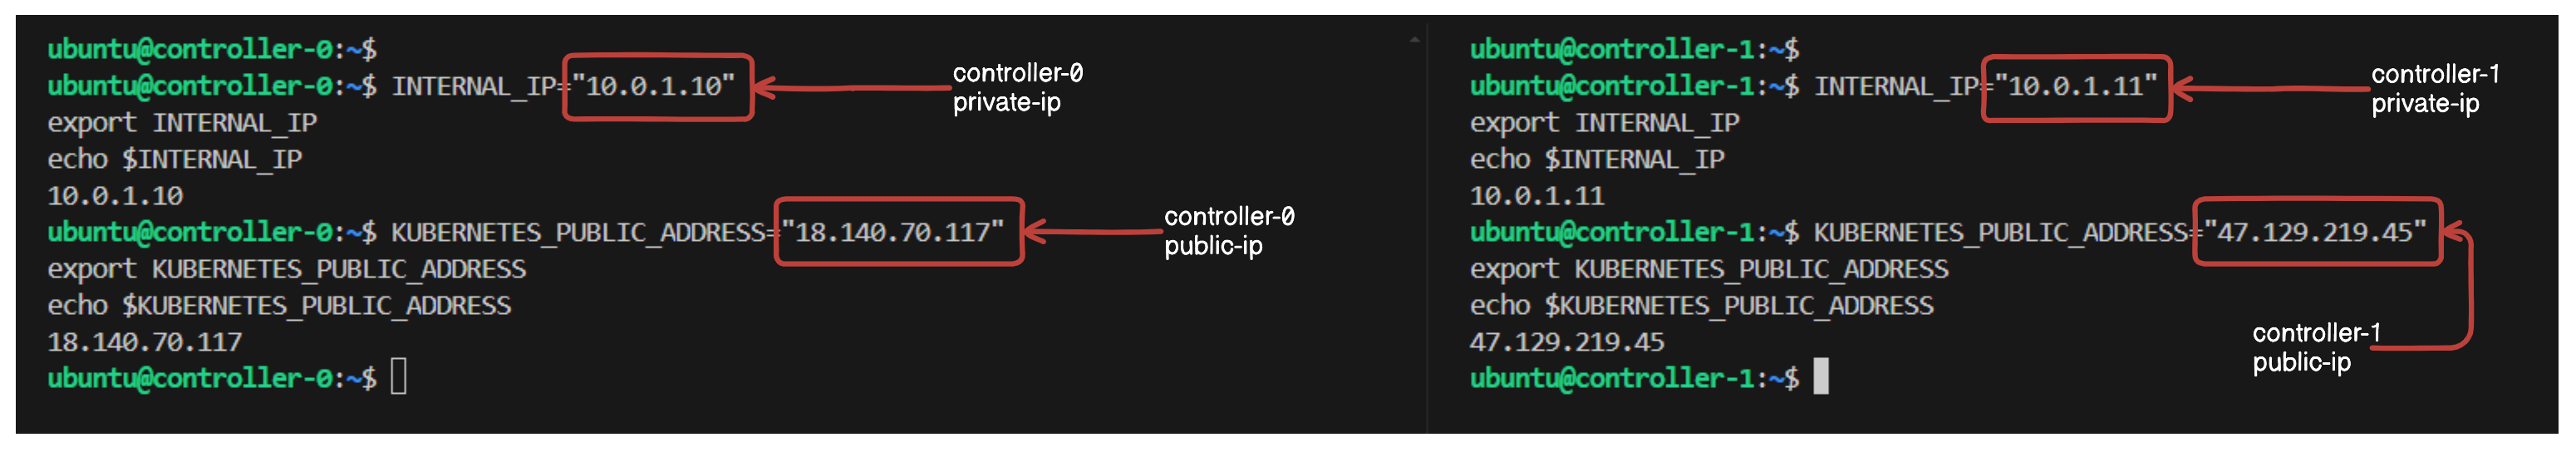 ubuntu@controller-0:~$
ubuntu@controller-0:~$ INTERNAL_IP="10.0.1.10"
export INTERNAL_IP
echo $INTERNAL_IP
10.0.1.10
ubuntu@controller-0:~$ KUBERNETES_PUBLIC_ADDRESS="18.140.70.117"
export KUBERNETES_PUBLIC_ADDRESS
echo $KUBERNETES_PUBLIC_ADDRESS
18.140.70.117
ubuntu@controller-0:~$
controller-0
private-ip
controller-0
public-ip
ubuntu@controller-1:~$
ubuntu@controller-1:~$ INTERNAL_IP="10.0.1.11"
export INTERNAL_IP
echo $INTERNAL_IP
10.0.1.11
ubuntu@controller-1:~$ KUBERNETES_PUBLIC_ADDRESS="47.129.219.45"
export KUBERNETES_PUBLIC_ADDRESS
echo $KUBERNETES_PUBLIC_ADDRESS
47.129.219.45
ubuntu@controller-1:~$
controller-1
private-ip
controller-1
public-ip